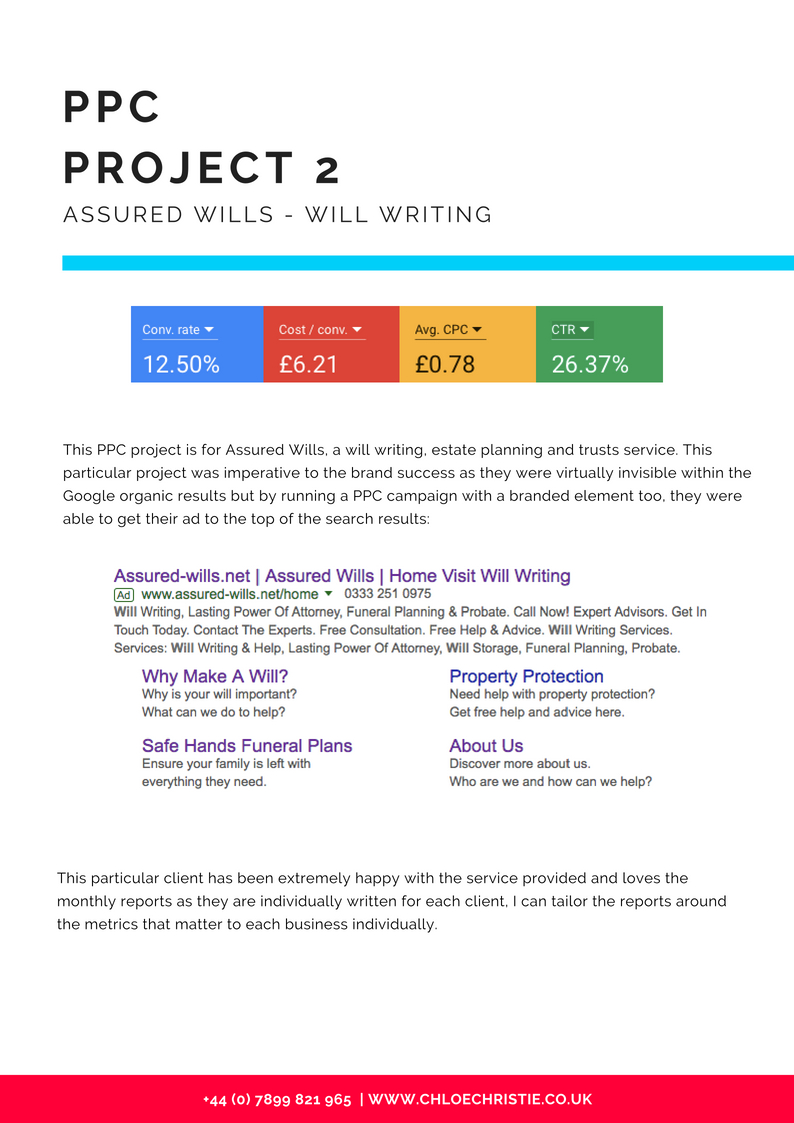 PPC
PROJECT 2
ASSURED WILLS - WILL WRITING
Conv. rate
Cost / conv.
Avg. CPC
CTR
12.50%
£6.21
£0.78
26.37%
This PPC project is for Assured Wills, a will writing, estate planning and trusts service. This
particular project was imperative to the brand success as they were virtually invisible within the
Google organic results but by running a PPC campaign with a branded element too, they were
able to get their ad to the top of the search results:
Assured-wills.net | Assured Wills | Home Visit Will Writing
Ad www.assured-wills.net/home 0333 251 0975
Will Writing, Lasting Power Of Attorney, Funeral Planning & Probate. Call Now! Expert Advisors. Get In
Touch Today. Contact The Experts. Free Consultation. Free Help & Advice. Will Writing Services.
Services: Will Writing & Help, Lasting Power Of Attorney, Will Storage, Funeral Planning, Probate.
Why Make A Will?
Why is your will important?
What can we do to help?
Property Protection
Need help with property protection?
Get free help and advice here.
Safe Hands Funeral Plans
Ensure your family is left with
everything they need.
About Us
Discover more about us.
Who are we and how can we help?
This particular client has been extremely happy with the service provided and loves the
monthly reports as they are individually written for each client, I can tailor the reports around
the metrics that matter to each business individually.
+44 (0) 7899 821 965 | WWW.CHLOECHRISTIE.CO.UK